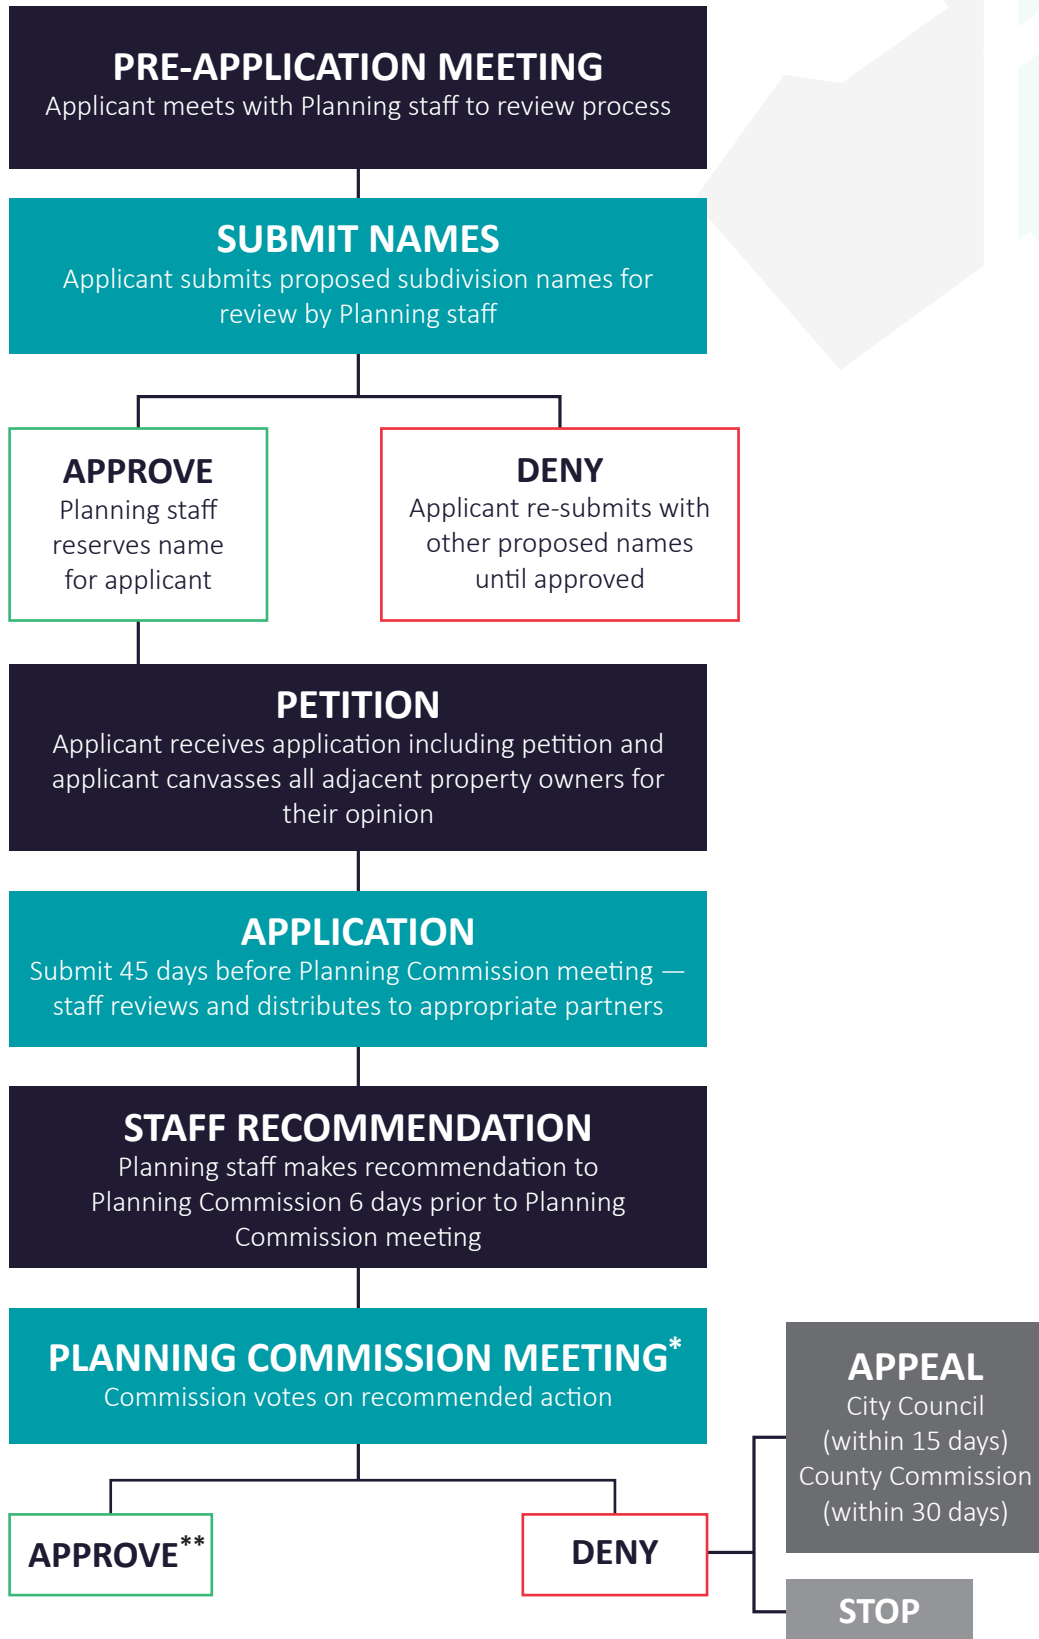 PRE-APPLICATION MEETING
Applicant meets with Planning staff to review process
SUBMIT NAMES
Applicant submits proposed subdivision names for
review by Planning staff
APPROVE
Planning staff
reserves name
for applicant
DENY
Applicant re-submits with
other proposed names
until approved
PETITION
Applicant receives application including petition and
applicant canvasses all adjacent property owners for
their opinion
APPLICATION
Submit 45 days before Planning Commission meeting —
staff reviews and distributes to appropriate partners
STAFF RECOMMENDATION
Planning staff makes recommendation to
Planning Commission 6 days prior to Planning
Commission meeting
PLANNING COMMISSION MEETING*
Commission votes on recommended action
APPROVE**
DENY
APPEAL
City Council
(within 15 days)
County Commission
(within 30 days)
STOP